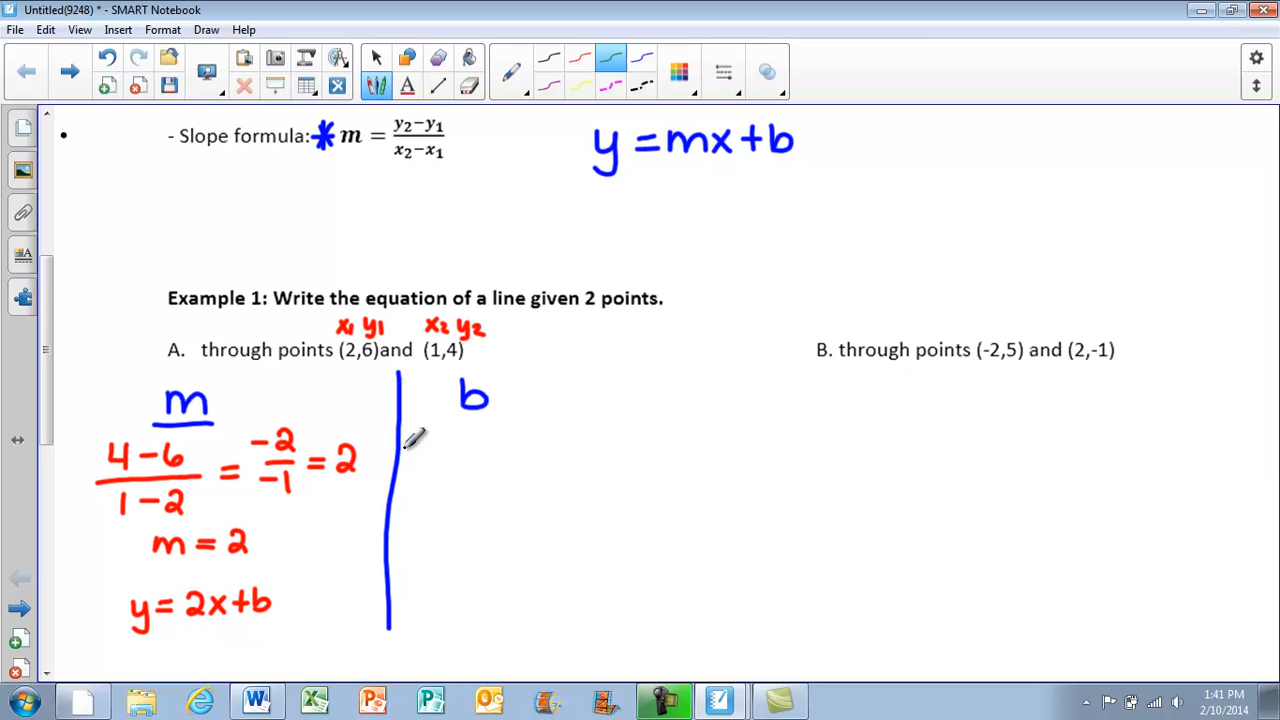 Untitled(9248) * - SMART Notebook
File Edit View Insert Format Draw Help
• - Slope formula: * m = y₂−y₁ / x₂−x₁
y = mx + b
Example 1: Write the equation of a line given 2 points.
x1 y1 x2 y2
A. through points (2,6)and (1,4)
B. through points (-2,5) and (2,-1)
m
b
4 - 6 / 1 - 2 = -2 / -1 = 2
m = 2
y = 2x+b
1:41 PM
2/10/2014